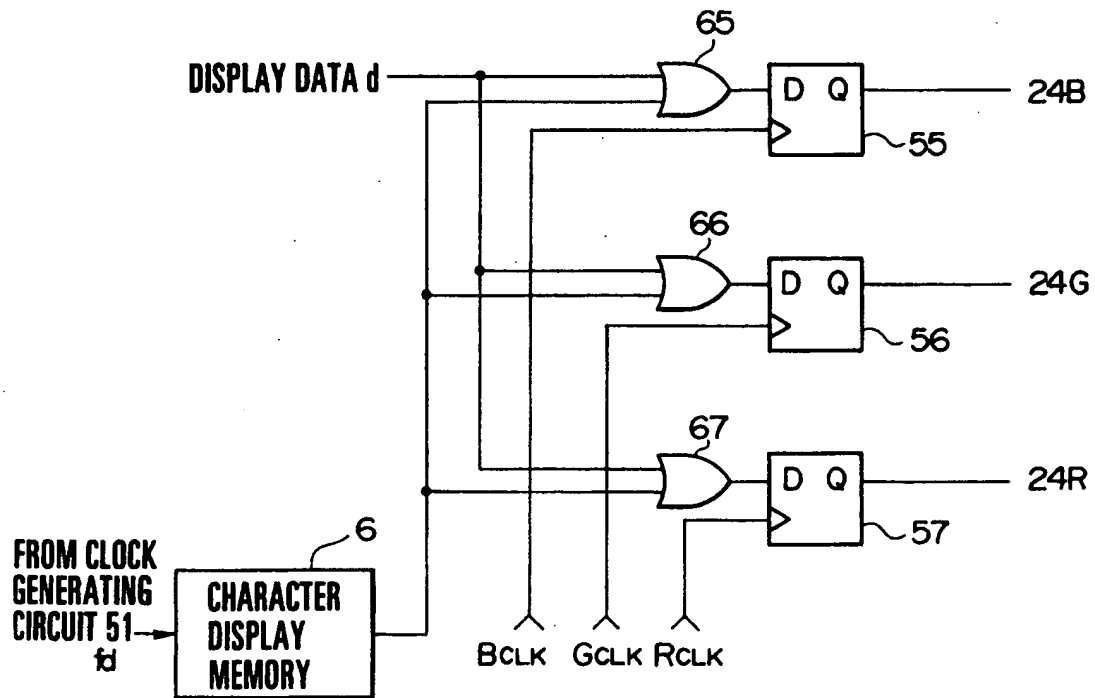 65
DISPLAY DATA d
D Q
24B
55
66
D Q
24G
56
67
D Q
24R
57
6
FROM CLOCK
GENERATING
CIRCUIT 51
fd
CHARACTER
DISPLAY
MEMORY
BCLK GCLK RCLK